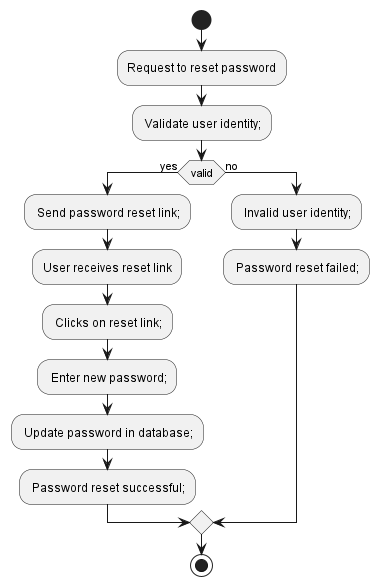 Request to reset password
Validate user identity;
yes
valid
no
Send password reset link;
Invalid user identity;
User receives reset link
Password reset failed;
Clicks on reset link;
Enter new password;
Update password in database;
Password reset successful;